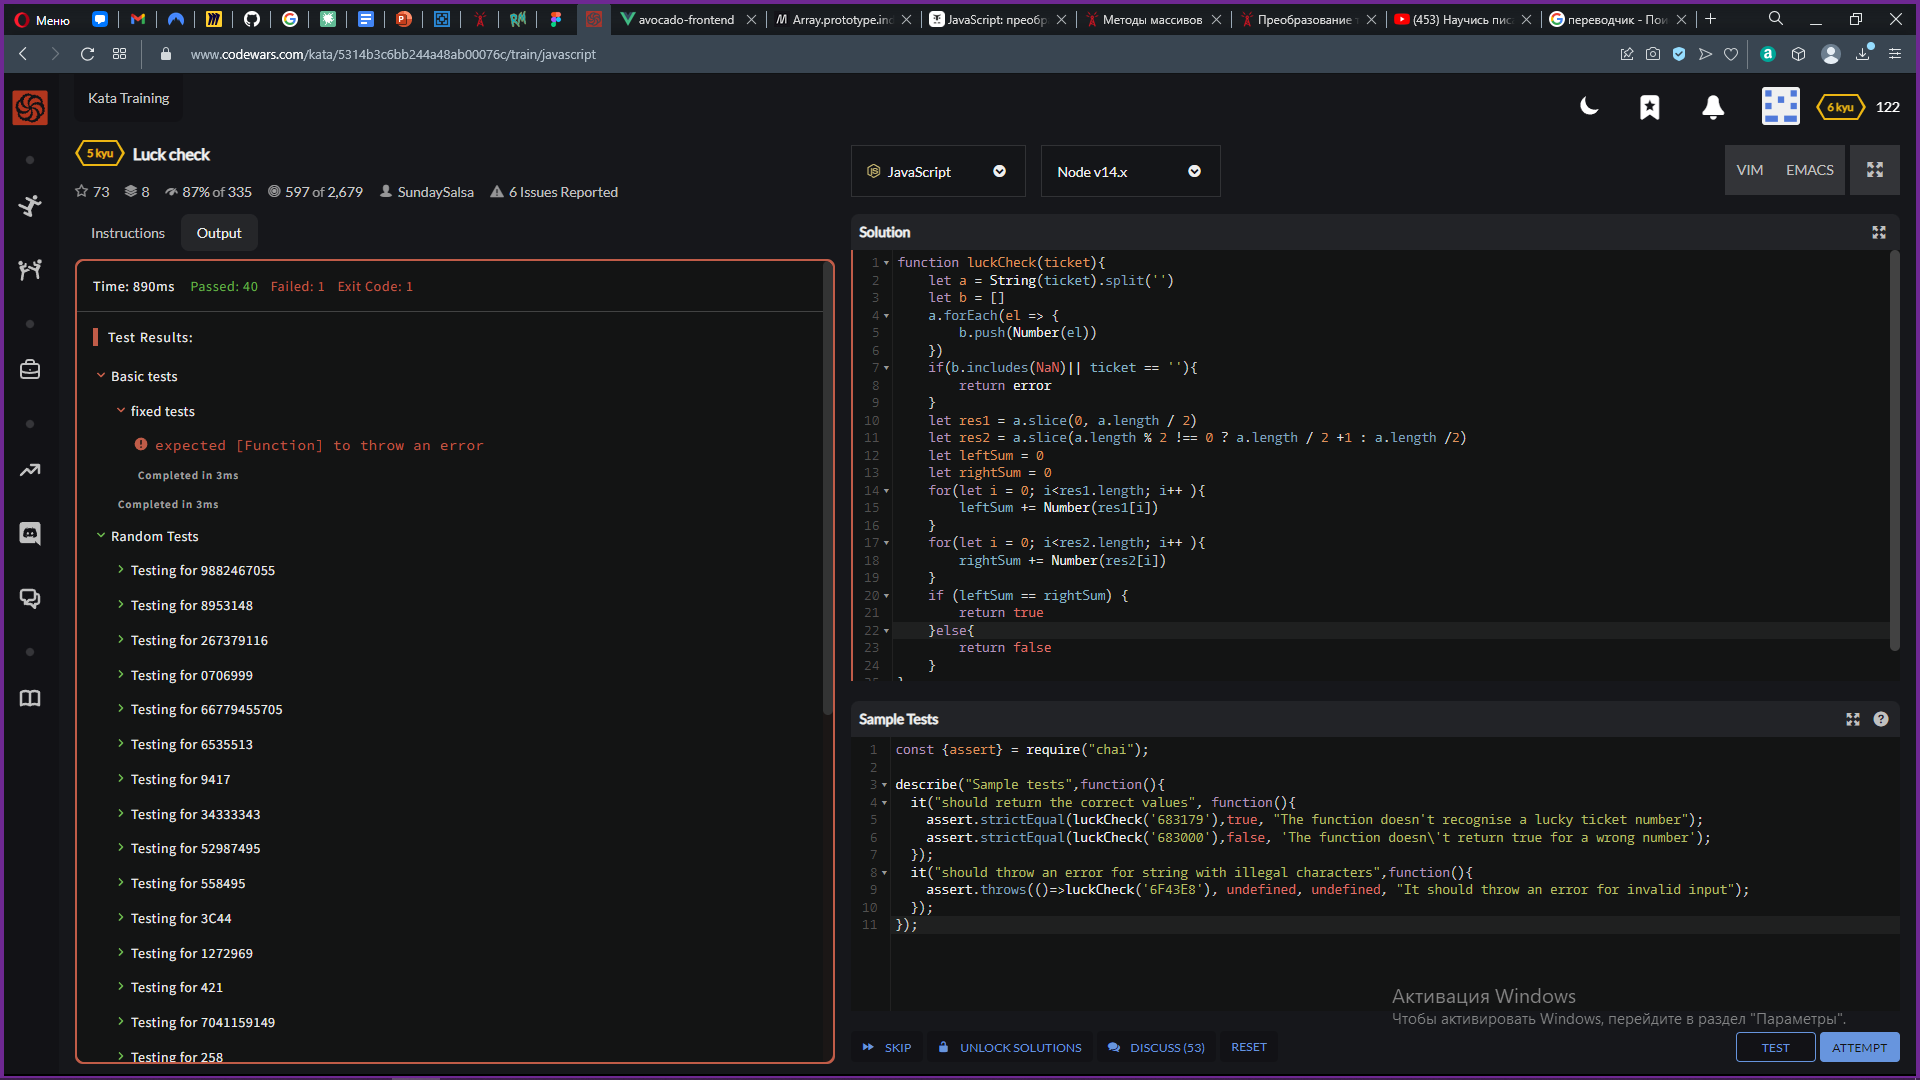 Меню
avocado-frontend
Array.prototype.ind
JavaScript: преобр
Методы массивов
Преобразование т
(453) Научись пис
переводчик - Пои
www.codewars.com/kata/5314b3c6bb244a48ab00076c/train/javascript
Kata Training
6 kyu
122
5 kyu
Luck check
73
8
87% of 335
597 of 2,679
SundaySalsa
6 Issues Reported
JavaScript
Node v14.x
VIM
EMACS
Instructions
Output
Time: 890ms Passed: 40 Failed: 1 Exit Code: 1
Test Results:
Basic tests
fixed tests
expected [Function] to throw an error
Completed in 3ms
Completed in 3ms
Random Tests
Testing for 9882467055
Testing for 8953148
Testing for 267379116
Testing for 0706999
Testing for 66779455705
Testing for 6535513
Testing for 9417
Testing for 34333343
Testing for 52987495
Testing for 558495
Testing for 3C44
Testing for 1272969
Testing for 421
Testing for 7041159149
Testing for 258
Solution
1 function luckCheck(ticket){
2 let a = String(ticket).split('')
3 let b = []
4 a.forEach(el => {
5 b.push(Number(el))
6 })
7 if(b.includes(NaN)|| ticket == ''){
8 return error
9 }
10 let res1 = a.slice(0, a.length / 2)
11 let res2 = a.slice(a.length % 2 !== 0 ? a.length / 2 +1 : a.length /2)
12 let leftSum = 0
13 let rightSum = 0
14 for(let i = 0; i<res1.length; i++ ){
15 leftSum += Number(res1[i])
16 }
17 for(let i = 0; i<res2.length; i++ ){
18 rightSum += Number(res2[i])
19 }
20 if (leftSum == rightSum) {
21 return true
22 }else{
23 return false
24 }
Sample Tests
1 const {assert} = require("chai");
2
3 describe("Sample tests",function(){
4 it("should return the correct values", function(){
5 assert.strictEqual(luckCheck('683179'),true, "The function doesn't recognise a lucky ticket number");
6 assert.strictEqual(luckCheck('683000'),false, 'The function doesn\'t return true for a wrong number');
7 });
8 it("should throw an error for string with illegal characters",function(){
9 assert.throws(()=>luckCheck('6F43E8'), undefined, undefined, "It should throw an error for invalid input");
10 });
11 });
Активация Windows
Чтобы активировать Windows, перейдите в раздел "Параметры".
SKIP
UNLOCK SOLUTIONS
DISCUSS (53)
RESET
TEST
ATTEMPT